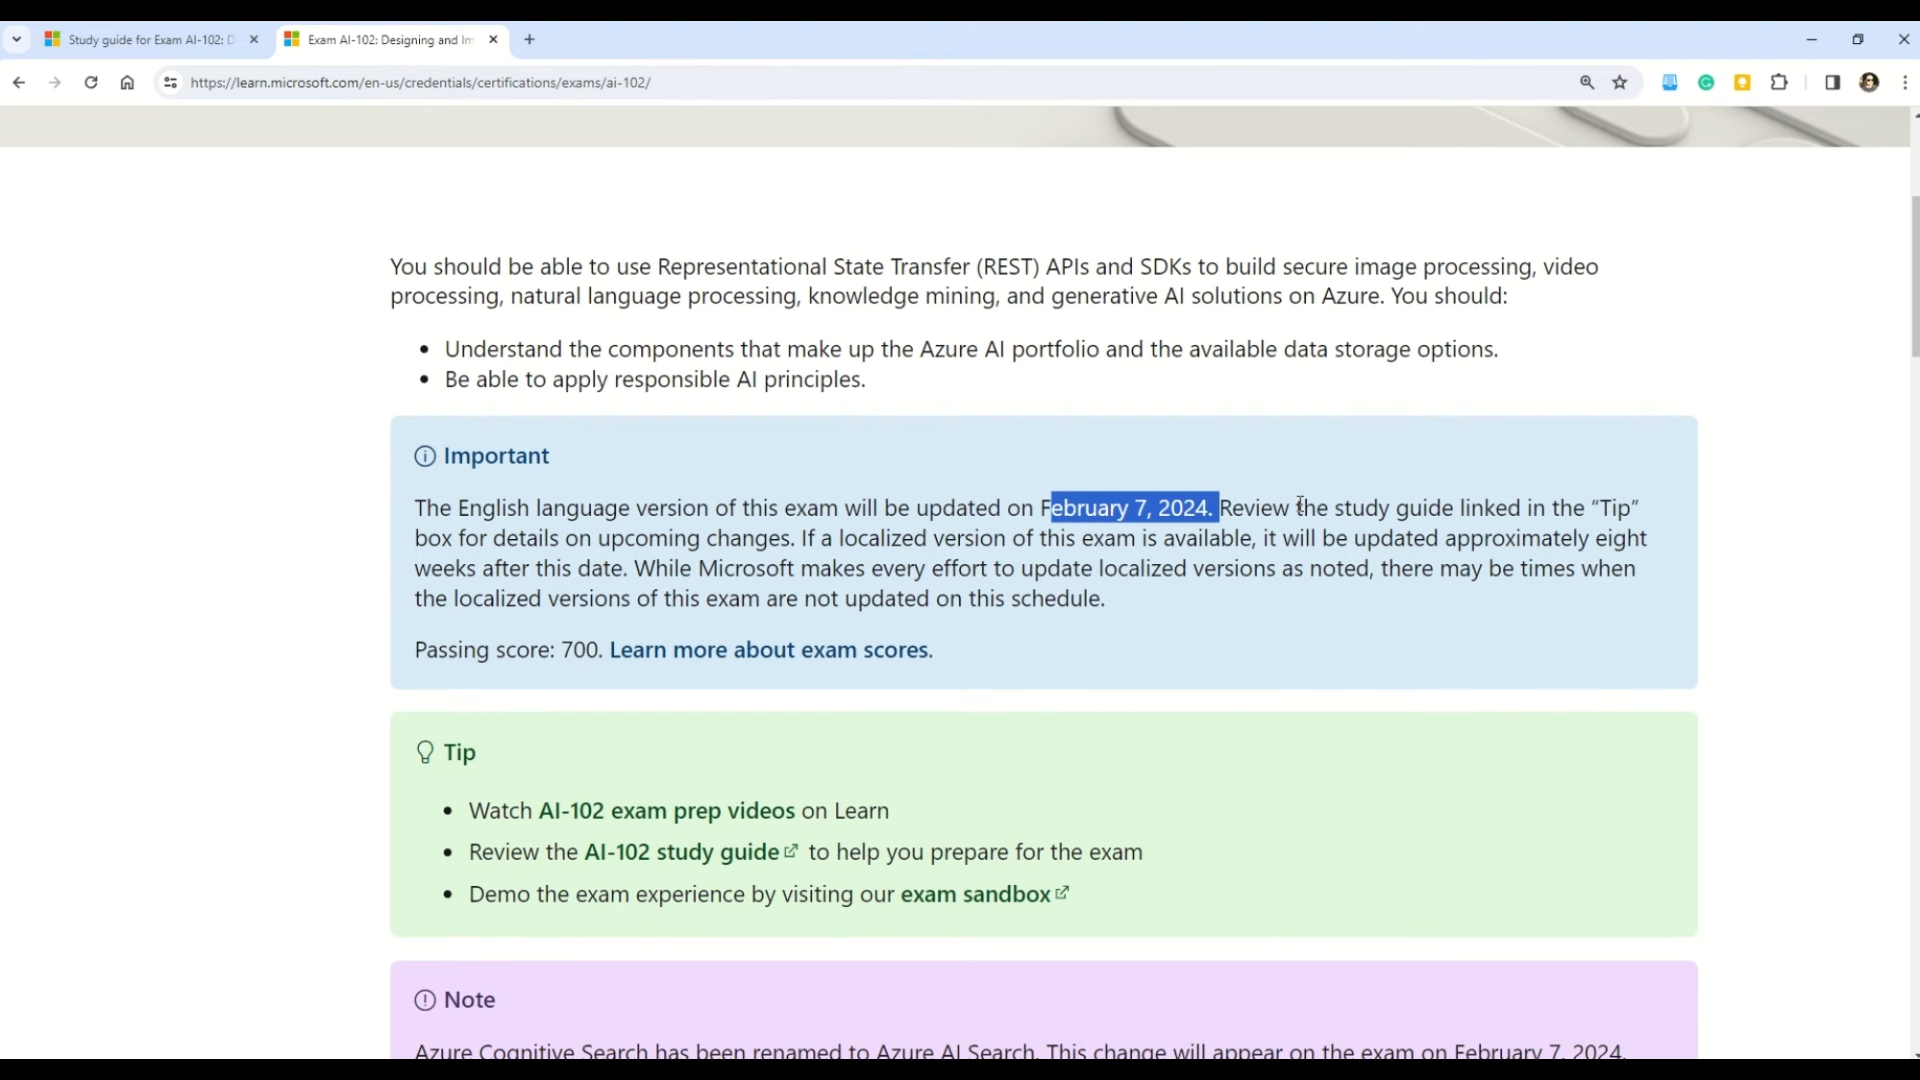 Study guide for Exam AI-102: D
Exam AI-102: Designing and Im
https://learn.microsoft.com/en-us/credentials/certifications/exams/ai-102/
You should be able to use Representational State Transfer (REST) APIs and SDKs to build secure image processing, video
processing, natural language processing, knowledge mining, and generative AI solutions on Azure. You should:
• Understand the components that make up the Azure AI portfolio and the available data storage options.
• Be able to apply responsible AI principles.
Important
The English language version of this exam will be updated on February 7, 2024. Review the study guide linked in the “Tip”
box for details on upcoming changes. If a localized version of this exam is available, it will be updated approximately eight
weeks after this date. While Microsoft makes every effort to update localized versions as noted, there may be times when
the localized versions of this exam are not updated on this schedule.
Passing score: 700. Learn more about exam scores.
Tip
• Watch AI-102 exam prep videos on Learn
• Review the AI-102 study guide to help you prepare for the exam
• Demo the exam experience by visiting our exam sandbox
Note
Azure Cognitive Search has been renamed to Azure AI Search. This change will appear on the exam on February 7, 2024.